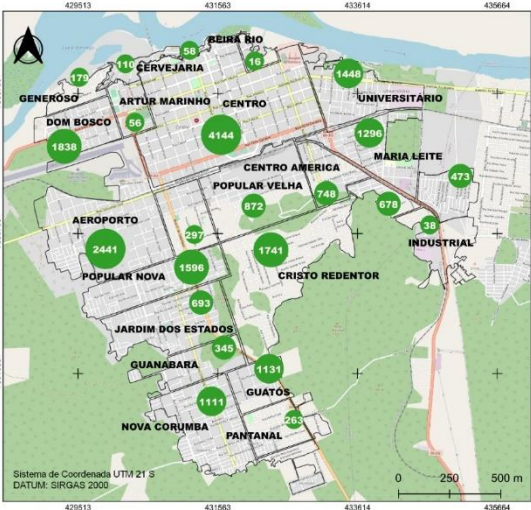 429513 431563 433614 435664
58 BEIRA RIO
110 CERVEJARIA 16
179 1448
GENEROSO ARTUR MARINHO CENTRO UNIVERSITÁRIO
DOM BOSCO 56
1838 4144 1296
MARIA LEITE
CENTRO AMERICA 473
POPULAR VELHA 748
872 678
AEROPORTO 38
297 INDUSTRIAL
2441 1741
POPULAR NOVA 1596 CRISTO REDENTOR
693
JARDIM DOS ESTADOS
345
GUANABARA 1131
GUATÓS
1111
263
NOVA CORUMBA
PANTANAL
Sistema de Coordenada UTM 21 S
DATUM: SIRGAS 2000
0 250 500 m
429513 431563 433614 435664